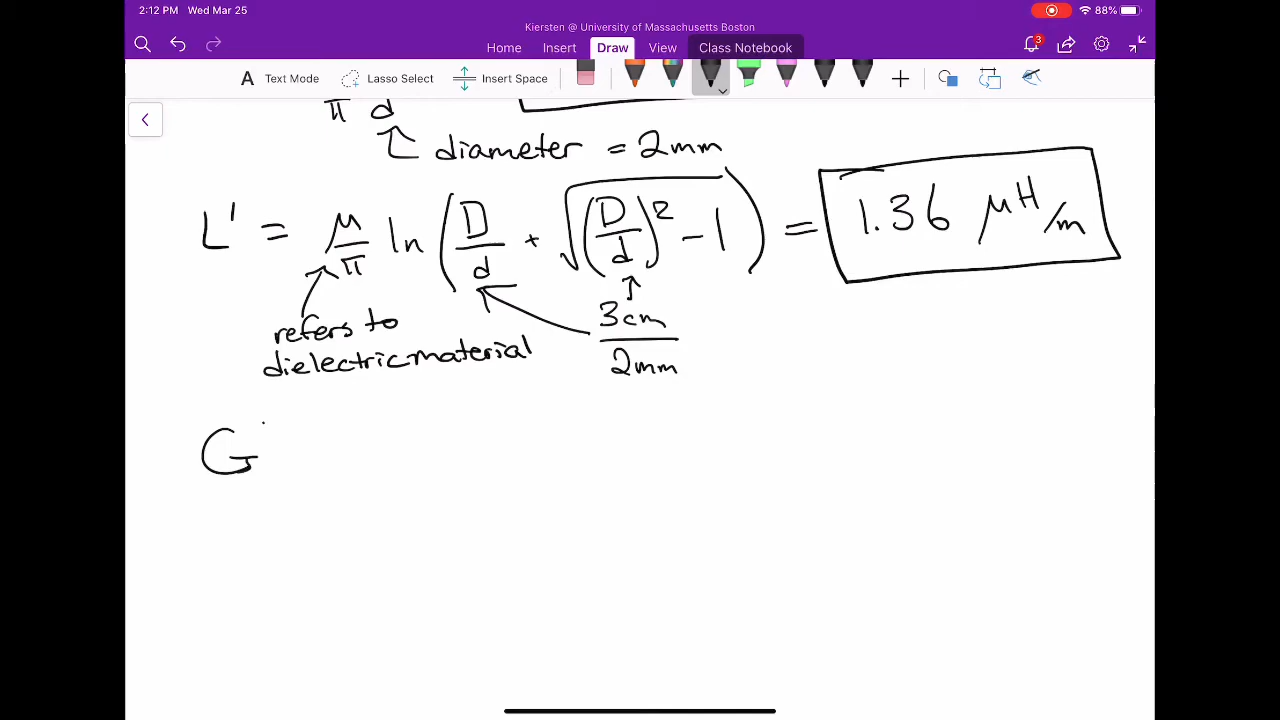 2:12 PM Wed Mar 25
88%
Kiersten @ University of Massachusetts Boston
Home Insert Draw View Class Notebook
3
Text Mode Lasso Select Insert Space
π d
diameter = 2mm
L' = μ/π ln(D/d + √((D/d)² - 1)) = 1.36 μH/m
refers to
dielectric material
3cm
2mm
G